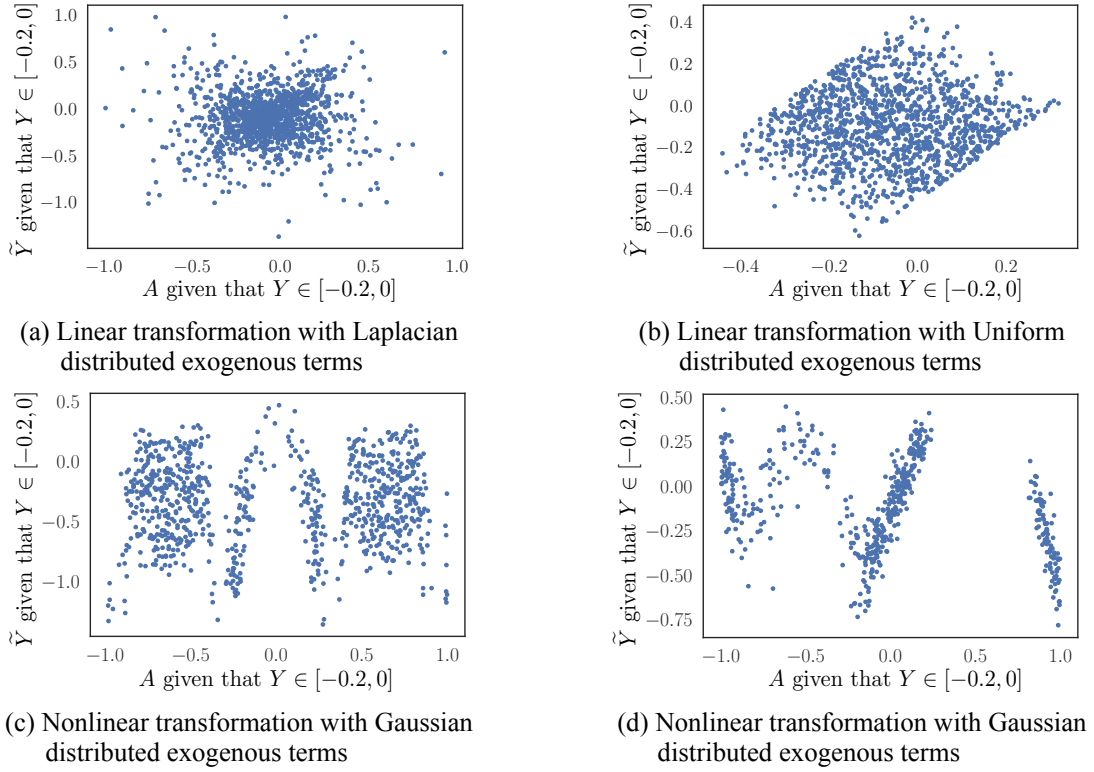 1.0
0.5
0.0
−0.5
−1.0
Ỹ given that Y ∈ [−0.2, 0]
−1.0 −0.5 0.0 0.5 1.0
A given that Y ∈ [−0.2, 0]
(a) Linear transformation with Laplacian
distributed exogenous terms
0.4
0.2
0.0
−0.2
−0.4
−0.6
Ỹ given that Y ∈ [−0.2, 0]
−0.4 −0.2 0.0 0.2
A given that Y ∈ [−0.2, 0]
(b) Linear transformation with Uniform
distributed exogenous terms
0.5
0.0
−0.5
−1.0
Ỹ given that Y ∈ [−0.2, 0]
−1.0 −0.5 0.0 0.5 1.0
A given that Y ∈ [−0.2, 0]
(c) Nonlinear transformation with Gaussian
distributed exogenous terms
0.50
0.25
0.00
−0.25
−0.50
−0.75
Ỹ given that Y ∈ [−0.2, 0]
−1.0 −0.5 0.0 0.5 1.0
A given that Y ∈ [−0.2, 0]
(d) Nonlinear transformation with Gaussian
distributed exogenous terms